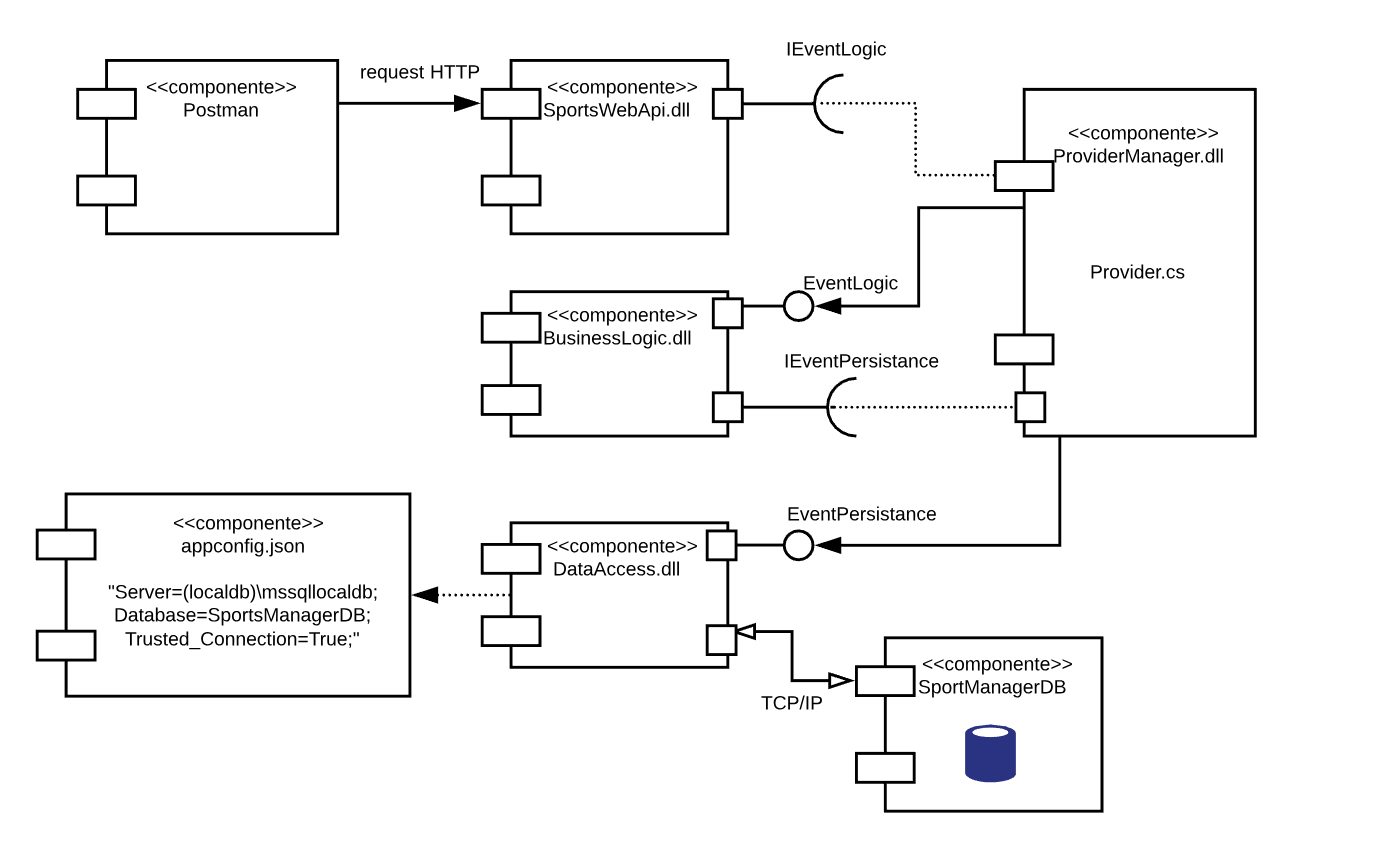 IEventLogic
request HTTP
<<componente>>
Postman
<<componente>>
SportsWebApi.dll
<<componente>>
ProviderManager.dll
Provider.cs
EventLogic
<<componente>>
BusinessLogic.dll
IEventPersistance
<<componente>>
appconfig.json
"Server=(localdb)\mssqllocaldb;
Database=SportsManagerDB;
Trusted_Connection=True;"
EventPersistance
<<componente>>
DataAccess.dll
TCP/IP
<<componente>>
SportManagerDB